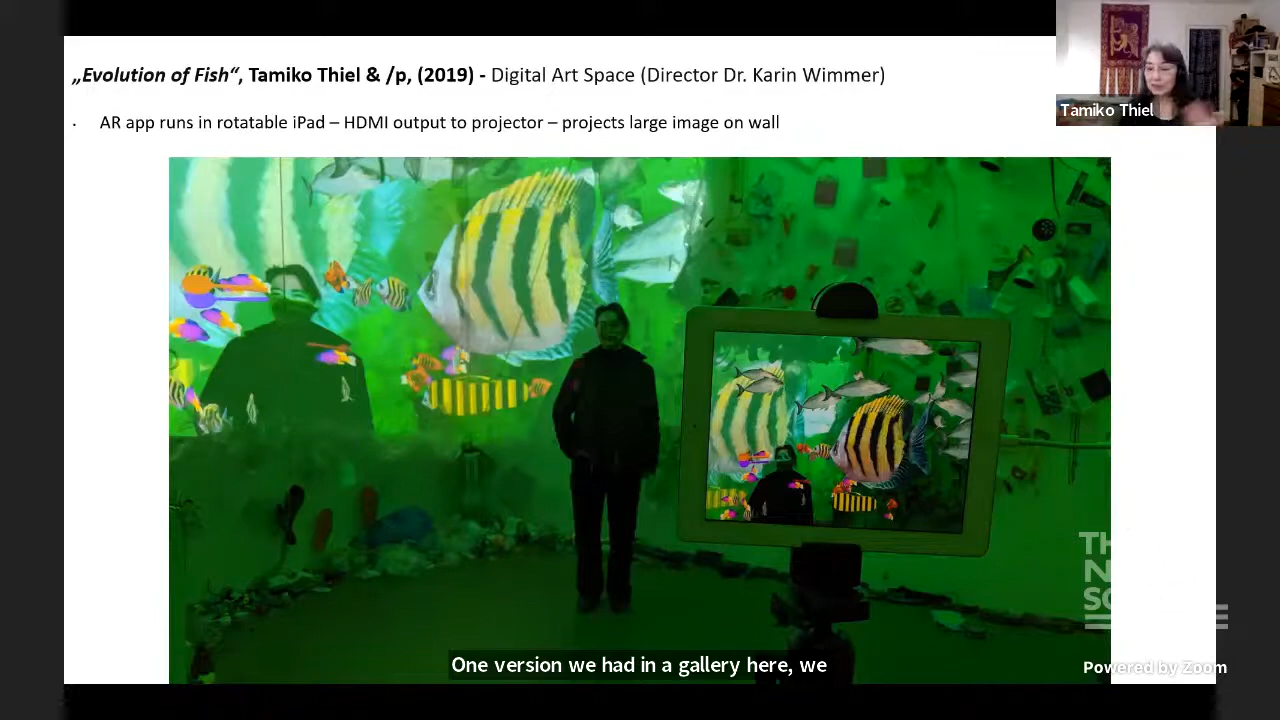 „Evolution of Fish“, Tamiko Thiel & /p, (2019) - Digital Art Space (Director Dr. Karin Wimmer)
Tamiko Thiel
· AR app runs in rotatable iPad – HDMI output to projector – projects large image on wall
TH
N
SC
One version we had in a gallery here, we
Powered by Zoom